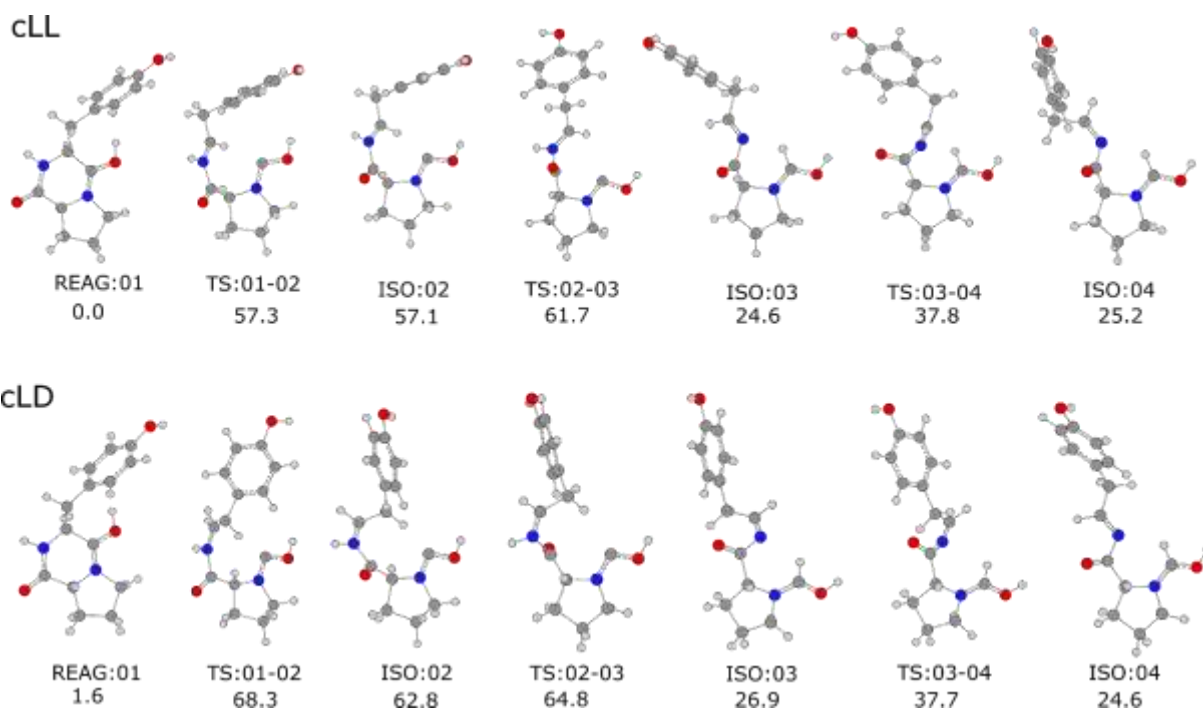 cLL
REAG:01 TS:01-02 ISO:02 TS:02-03 ISO:03 TS:03-04 ISO:04
0.0 57.3 57.1 61.7 24.6 37.8 25.2
cLD
REAG:01 TS:01-02 ISO:02 TS:02-03 ISO:03 TS:03-04 ISO:04
1.6 68.3 62.8 64.8 26.9 37.7 24.6